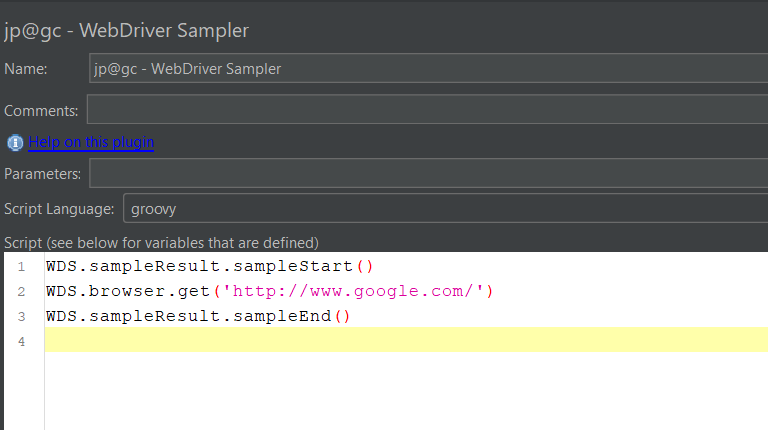 jp@gc - WebDriver Sampler
Name: jp@gc - WebDriver Sampler
Comments:
Help on this plugin
Parameters:
Script Language: groovy
Script (see below for variables that are defined)
1 WDS.sampleResult.sampleStart()
2 WDS.browser.get('http://www.google.com/')
3 WDS.sampleResult.sampleEnd()
4